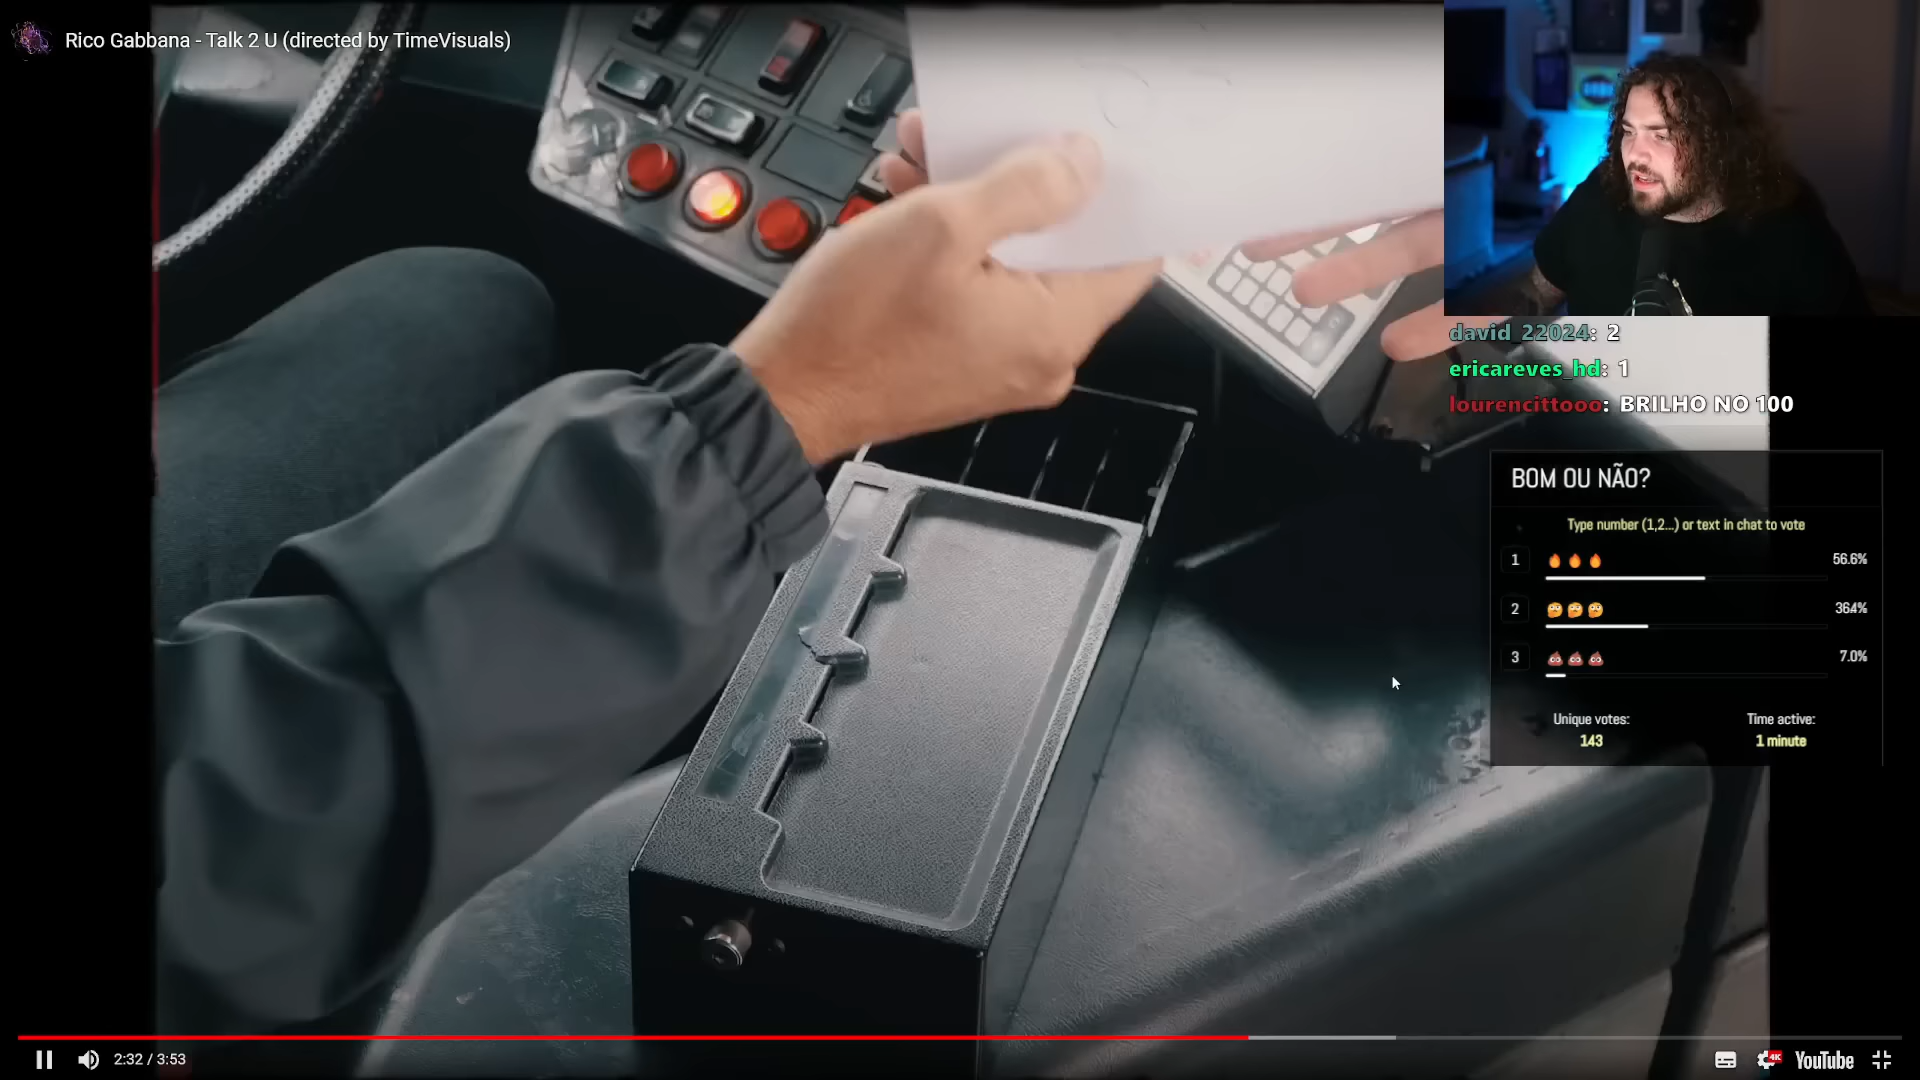 Rico Gabbana - Talk 2 U (directed by TimeVisuals)
david_22024: 2
ericareves_hd: 1
lourencittooo: BRILHO NO 100
BOM OU NÃO?
Type number (1,2...) or text in chat to vote
1 🔥🔥🔥 56.6%
2 36.4%
3 💩💩💩 7.0%
Unique votes: Time active:
143 1 minute
2:32 / 3:53
4K YouTube